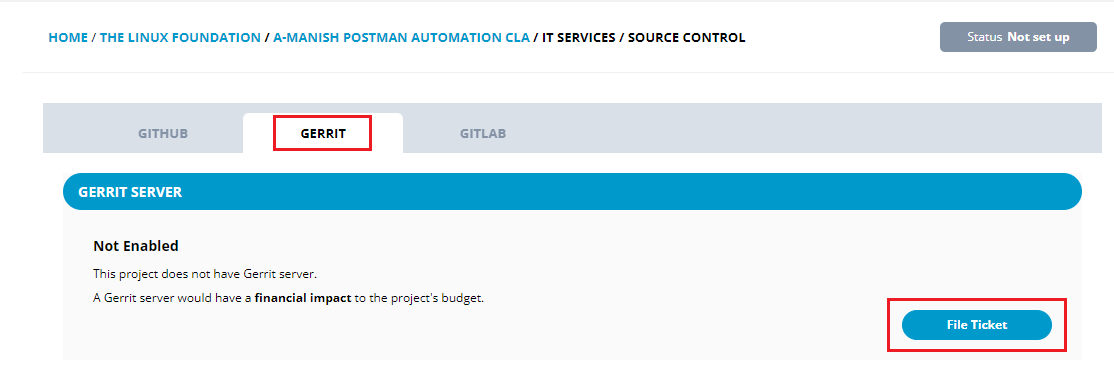 HOME / THE LINUX FOUNDATION / A-MANISH POSTMAN AUTOMATION CLA / IT SERVICES / SOURCE CONTROL
Status Not set up
GITHUB GERRIT GITLAB
GERRIT SERVER
Not Enabled
This project does not have Gerrit server.
A Gerrit server would have a financial impact to the project's budget.
File Ticket